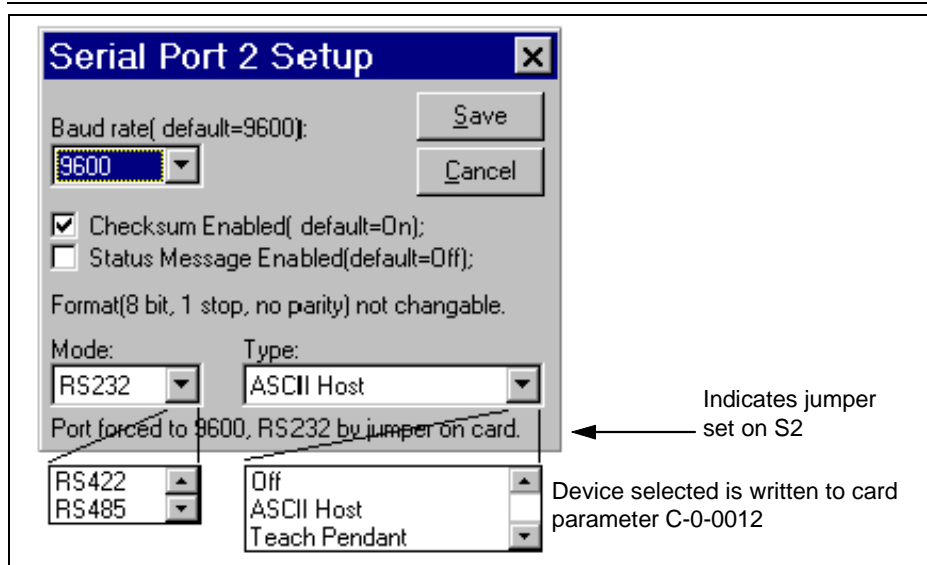 Serial Port 2 Setup
Baud rate( default=9600):
Save
9600
Cancel
Checksum Enabled( default=On);
Status Message Enabled(default=Off);
Format(8 bit, 1 stop, no parity) not changable.
Mode:
Type:
RS232
ASCII Host
Port forced to 9600, RS232 by jumper on card.
Indicates jumper
set on S2
RS422
RS485
Off
ASCII Host
Teach Pendant
Device selected is written to card
parameter C-0-0012